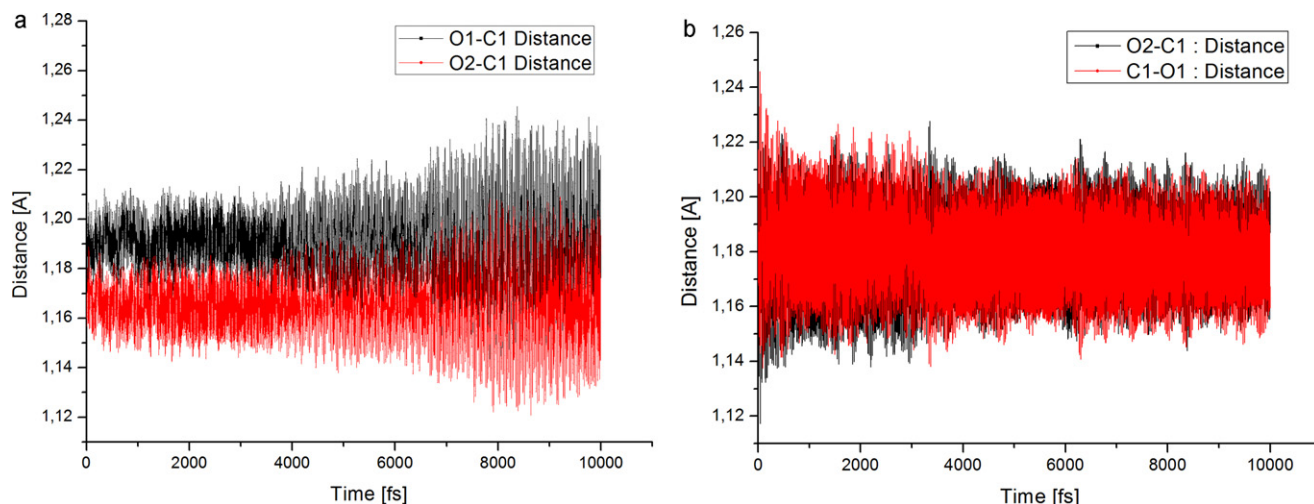 a
1,28
1,26
1,24
1,22
1,20
1,18
1,16
1,14
1,12
Distance [A]
O1-C1 Distance
O2-C1 Distance
0 2000 4000 6000 8000 10000
Time [fs]
b
1,26
1,24
1,22
1,20
1,18
1,16
1,14
1,12
Distance [A]
O2-C1 : Distance
C1-O1 : Distance
0 2000 4000 6000 8000 10000
Time [fs]